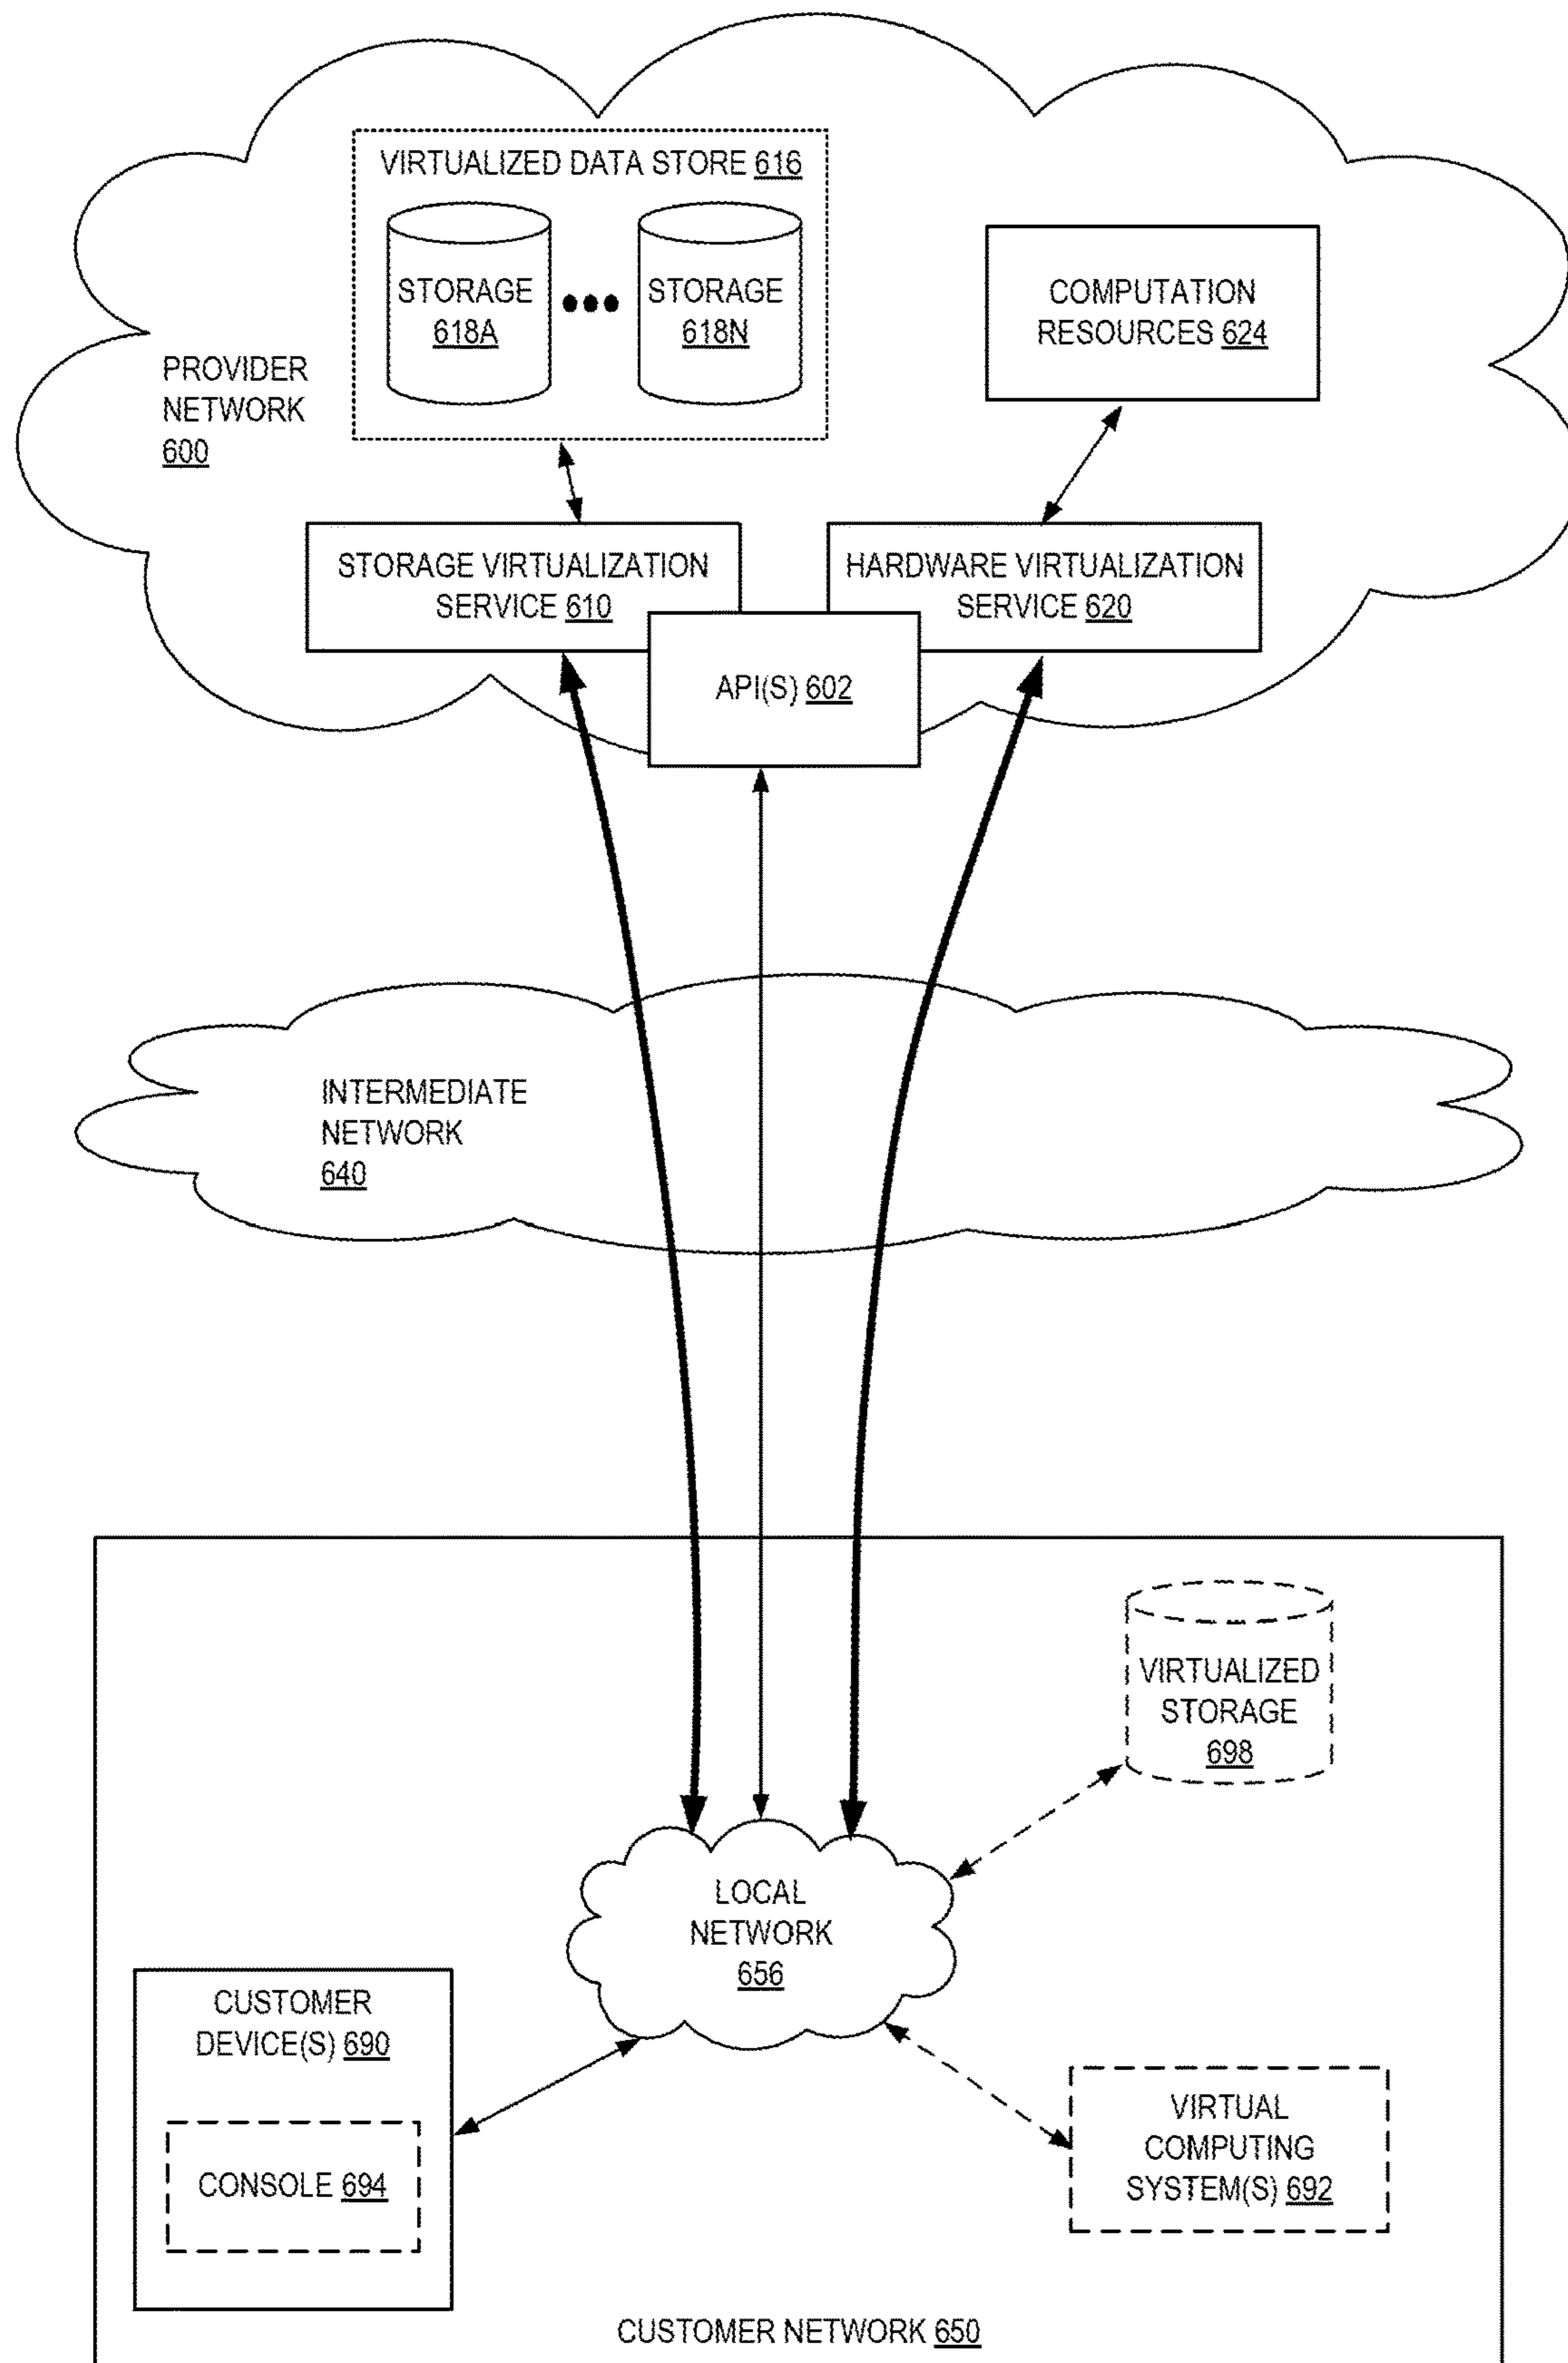 VIRTUALIZED DATA STORE 616
STORAGE
618A
STORAGE
618N
COMPUTATION
RESOURCES 624
PROVIDER
NETWORK
600
STORAGE VIRTUALIZATION
SERVICE 610
HARDWARE VIRTUALIZATION
SERVICE 620
API(S) 602
INTERMEDIATE
NETWORK
640
VIRTUALIZED
STORAGE
698
LOCAL
NETWORK
656
CUSTOMER
DEVICE(S) 690
CONSOLE 694
VIRTUAL
COMPUTING
SYSTEM(S) 692
CUSTOMER NETWORK 650